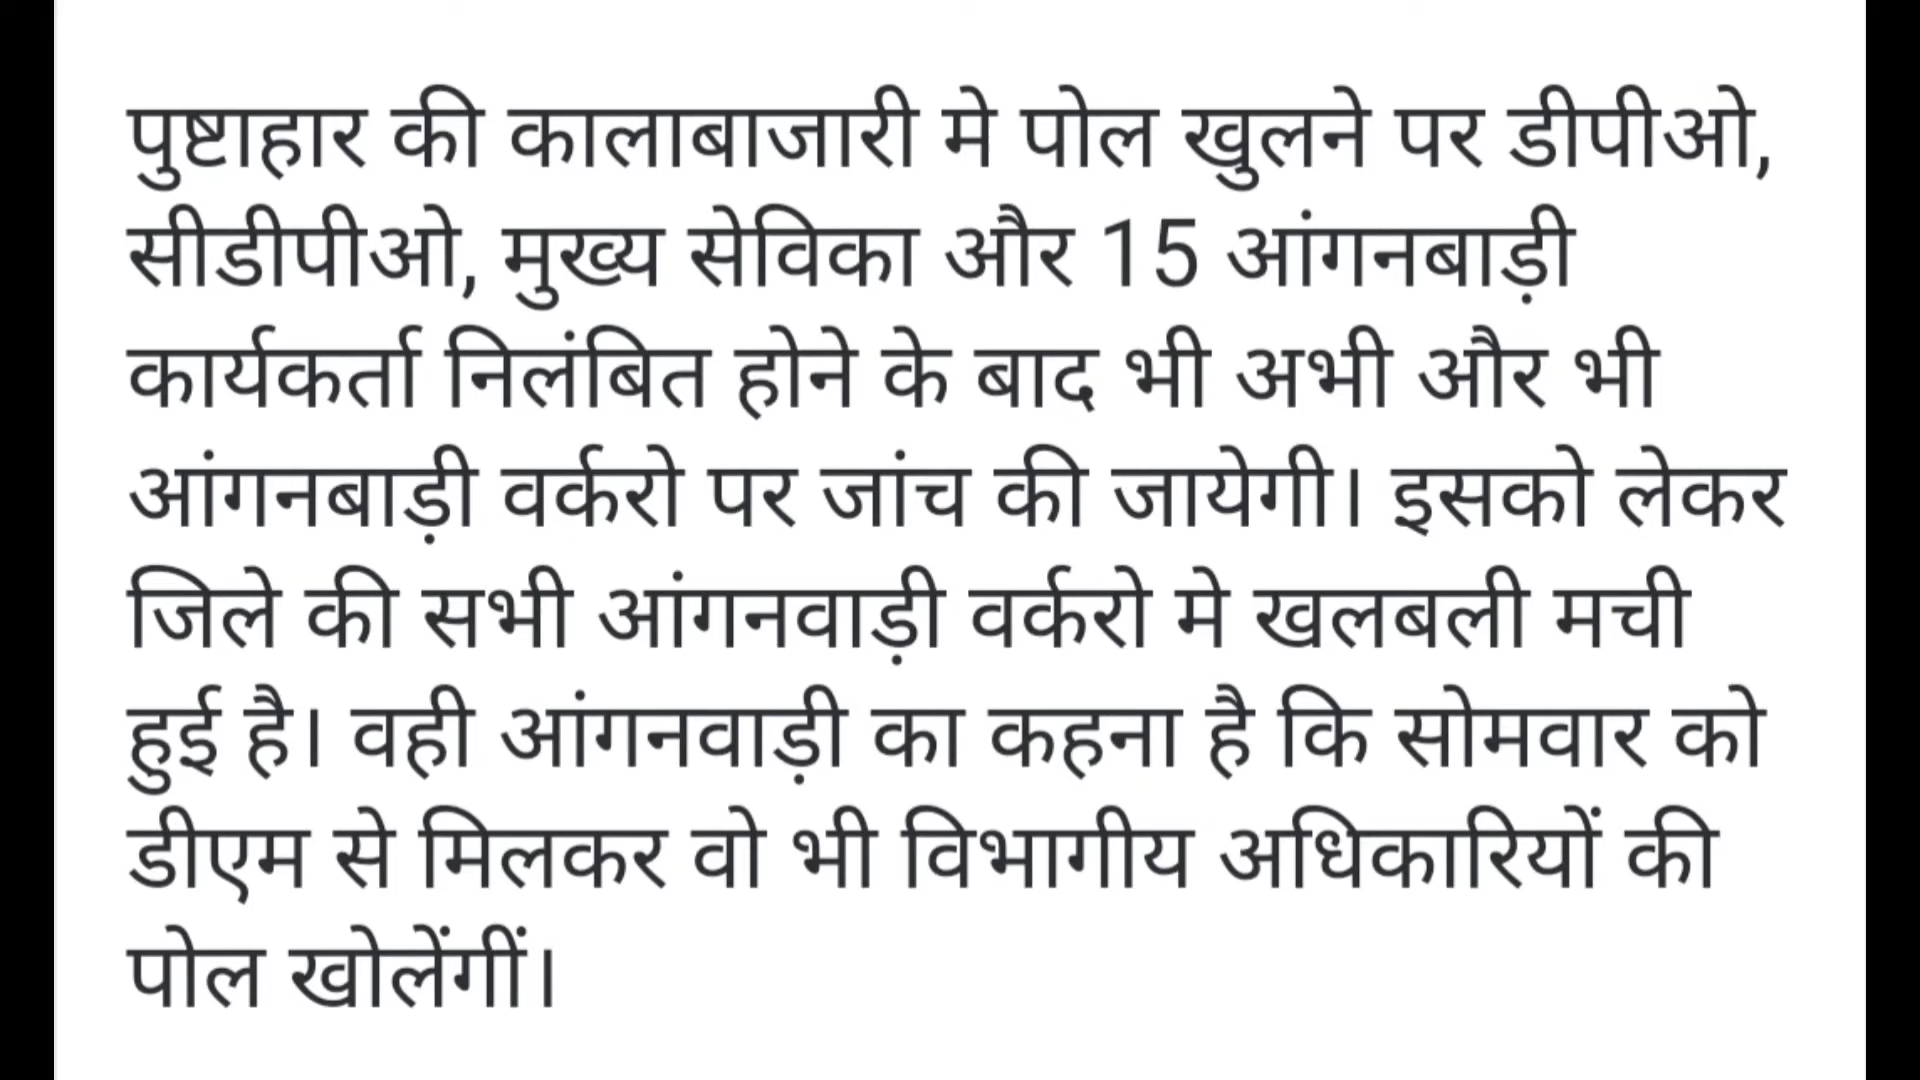 पुष्टाहार की कालाबाजारी मे पोल खुलने पर डीपीओ,
सीडीपीओ, मुख्य सेविका और 15 आंगनबाड़ी
कार्यकर्ता निलंबित होने के बाद भी अभी और भी
आंगनबाड़ी वर्करो पर जांच की जायेगी। इसको लेकर
जिले की सभी आंगनवाड़ी वर्करो मे खलबली मची
हुई है। वही आंगनवाड़ी का कहना है कि सोमवार को
डीएम से मिलकर वो भी विभागीय अधिकारियों की
पोल खोलेंगीं।